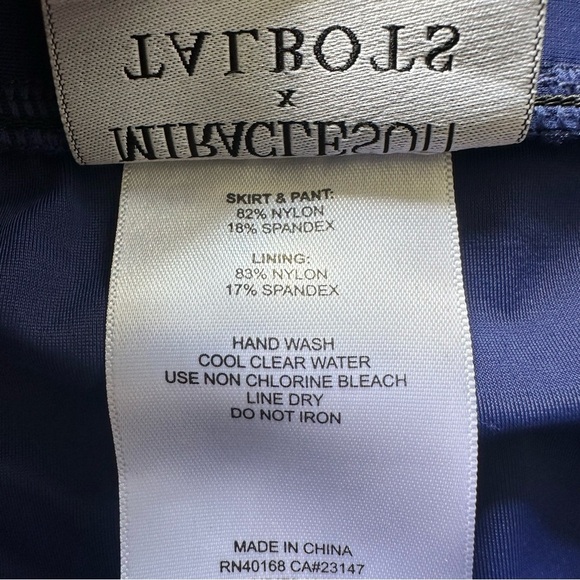 TALBOTS
x
MIRACLESUIT
SKIRT & PANT:
82% NYLON
18% SPANDEX
LINING:
83% NYLON
17% SPANDEX
HAND WASH
COOL CLEAR WATER
USE NON CHLORINE BLEACH
LINE DRY
DO NOT IRON
MADE IN CHINA
RN40168 CA#23147